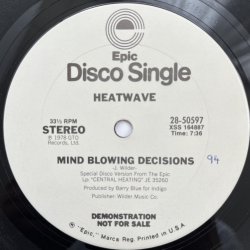 Epic
Disco Single
HEATWAVE
33⅓ RPM
STEREO
℗ 1978 GTO
Records, Ltd.
28-50597
XSS 164887
Time: 7:36
MIND BLOWING DECISIONS 94
- J. Wilder -
Special Disco Version From The Epic
Lp "CENTRAL HEATING" JE 35260
Produced by Barry Blue for Indigo
Publisher: Wilder Music Co.
DEMONSTRATION
NOT FOR SALE
"Epic," Marca Reg. Printed in U.S.A.